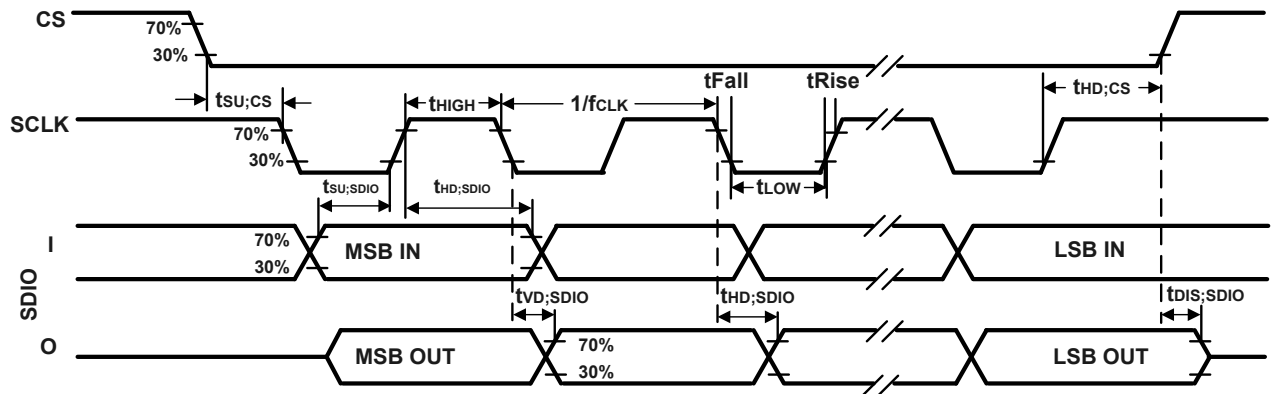 CS
70%
30%
tFall
tRise
tSU;CS
tHIGH
1/fCLK
tHD;CS
SCLK
70%
30%
tSU;SDIO
tHD;SDIO
tLOW
SDIO
I
70%
30%
MSB IN
LSB IN
tVD;SDIO
tHD;SDIO
tDIS;SDIO
O
MSB OUT
70%
30%
LSB OUT